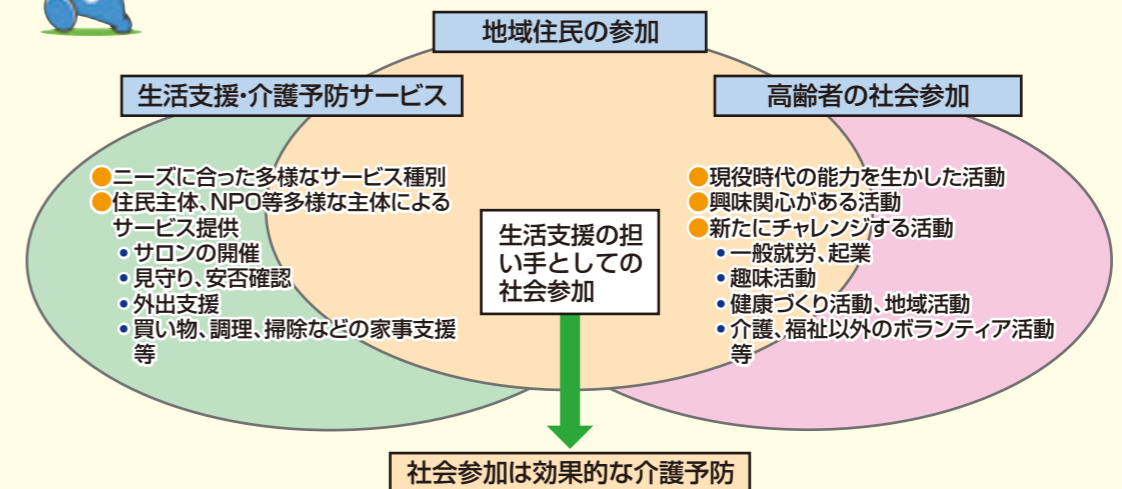 地域住民の参加
生活支援・介護予防サービス
●ニーズに合った多様なサービス種別
●住民主体、NPO等多様な主体による
サービス提供
•サロンの開催
•見守り、安否確認
•外出支援
•買い物、調理、掃除などの家事支援
等
生活支援の担
い手としての
社会参加
高齢者の社会参加
●現役時代の能力を生かした活動
●興味関心がある活動
●新たにチャレンジする活動
•一般就労、起業
•趣味活動
•健康づくり活動、地域活動
•介護、福祉以外のボランティア活動
等
社会参加は効果的な介護予防